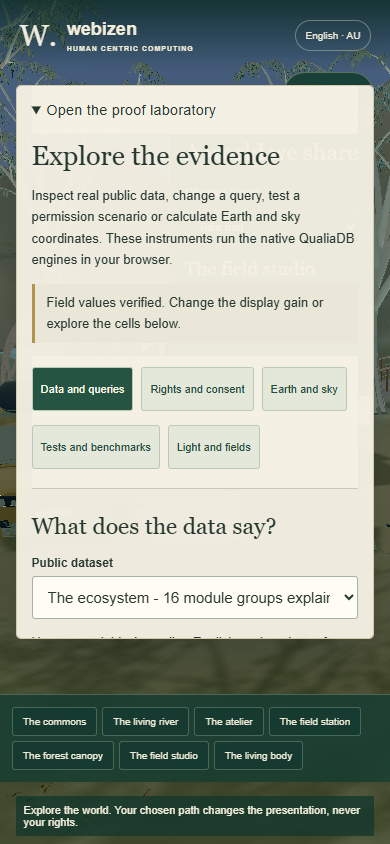 W.
webizen
HUMAN CENTRIC COMPUTING
English · AU
▼ Open the proof laboratory
Explore the evidence
Inspect real public data, change a query, test a
permission scenario or calculate Earth and sky
coordinates. These instruments run the native QualiaDB
engines in your browser.
Field values verified. Change the display gain or
explore the cells below.
Data and queries
Rights and consent
Earth and sky
Tests and benchmarks
Light and fields
What does the data say?
Public dataset
The ecosystem - 16 module groups explair
The commons
The living river
The atelier
The field station
The forest canopy
The field studio
The living body
Explore the world. Your chosen path changes the presentation, never
your rights.